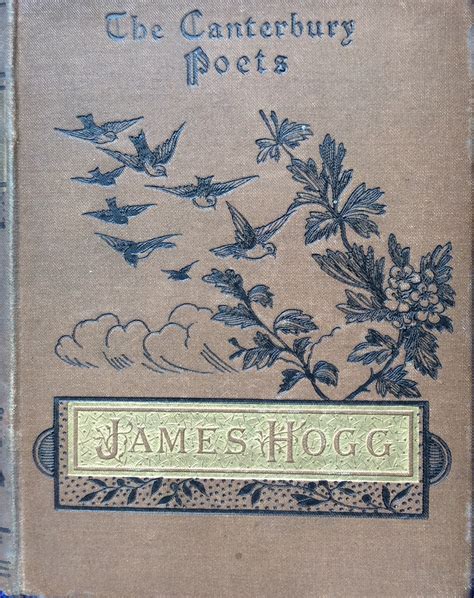 The Canterbury
Poets
JAMES HOGG